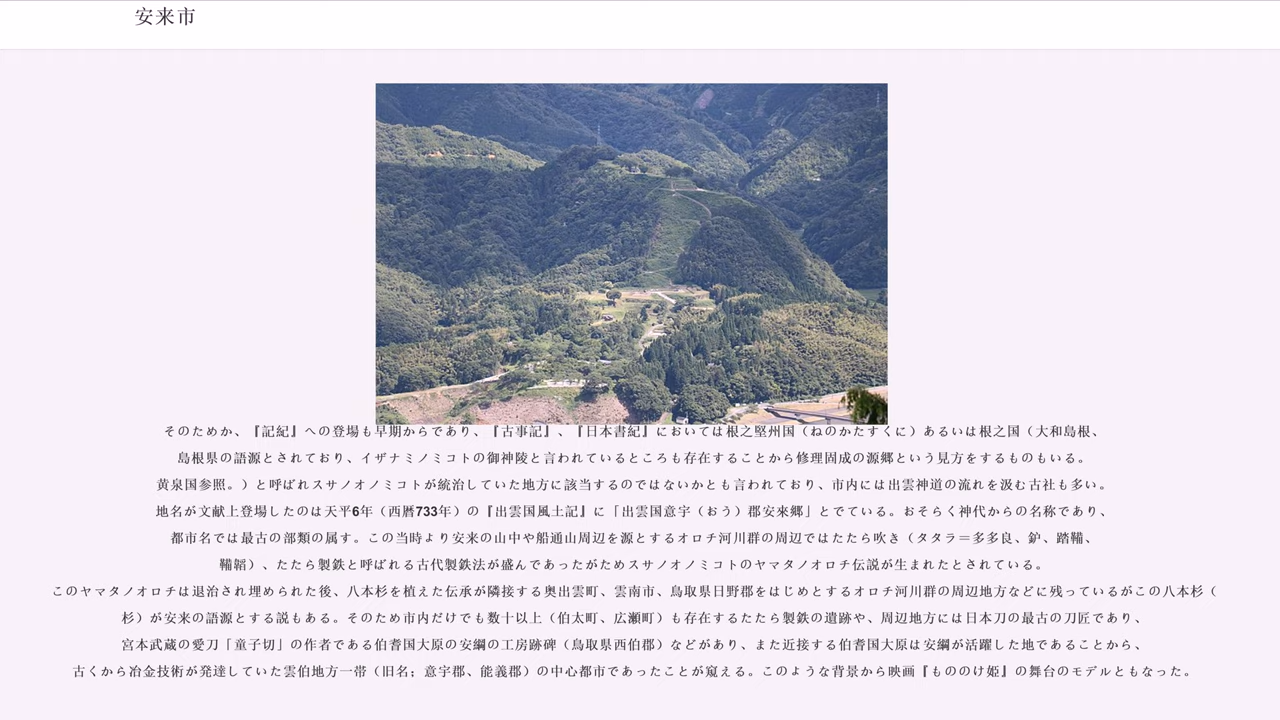 安来市
そのためか、『記紀』への登場も早期からであり、『古事記』、『日本書紀』においては根之堅州国（ねのかたすくに）あるいは根之国（大和島根、
島根県の語源とされており、イザナミノミコトの御神陵と言われているところも存在することから修理固成の源郷という見方をするものもいる。
黄泉国参照。）と呼ばれスサノオノミコトが統治していた地方に該当するのではないかとも言われており、市内には出雲神道の流れを汲む古社も多い。
地名が文献上登場したのは天平6年（西暦733年）の『出雲国風土記』に「出雲国意宇（おう）郡安來郷」とでている。おそらく神代からの名称であり、
都市名では最古の部類の属す。この当時より安来の山中や船通山周辺を源とするオロチ河川群の周辺ではたたら吹き（タタラ＝多多良、鈩、踏鞴、
鞴韜）、たたら製鉄と呼ばれる古代製鉄法が盛んであったがためスサノオノミコトのヤマタノオロチ伝説が生まれたとされている。
このヤマタノオロチは退治され埋められた後、八本杉を植えた伝承が隣接する奥出雲町、雲南市、鳥取県日野郡をはじめとするオロチ河川群の周辺地方などに残っているがこの八本杉（
杉）が安来の語源とする説もある。そのため市内だけでも数十以上（伯太町、広瀬町）も存在するたたら製鉄の遺跡や、周辺地方には日本刀の最古の刀匠であり、
宮本武蔵の愛刀「童子切」の作者である伯耆国大原の安綱の工房跡碑（鳥取県西伯郡）などがあり、また近接する伯耆国大原は安綱が活躍した地であることから、
古くから冶金技術が発達していた雲伯地方一帯（旧名；意宇郡、能義郡）の中心都市であったことが窺える。このような背景から映画『もののけ姫』の舞台のモデルともなった。